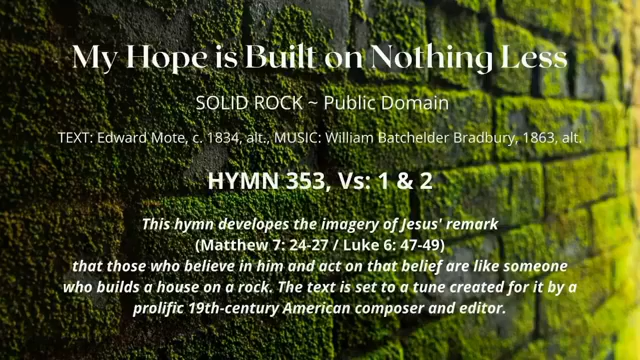 My Hope is Built on Nothing Less
SOLID ROCK ~ Public Domain
TEXT: Edward Mote, c. 1834, alt., MUSIC: William Batchelder Bradbury, 1863, alt.
HYMN 353, Vs: 1 & 2
This hymn developes the imagery of Jesus' remark
(Matthew 7: 24-27 / Luke 6: 47-49)
that those who believe in him and act on that belief are like someone
who builds a house on a rock. The text is set to a tune created for it by a
prolific 19th-century American composer and editor.